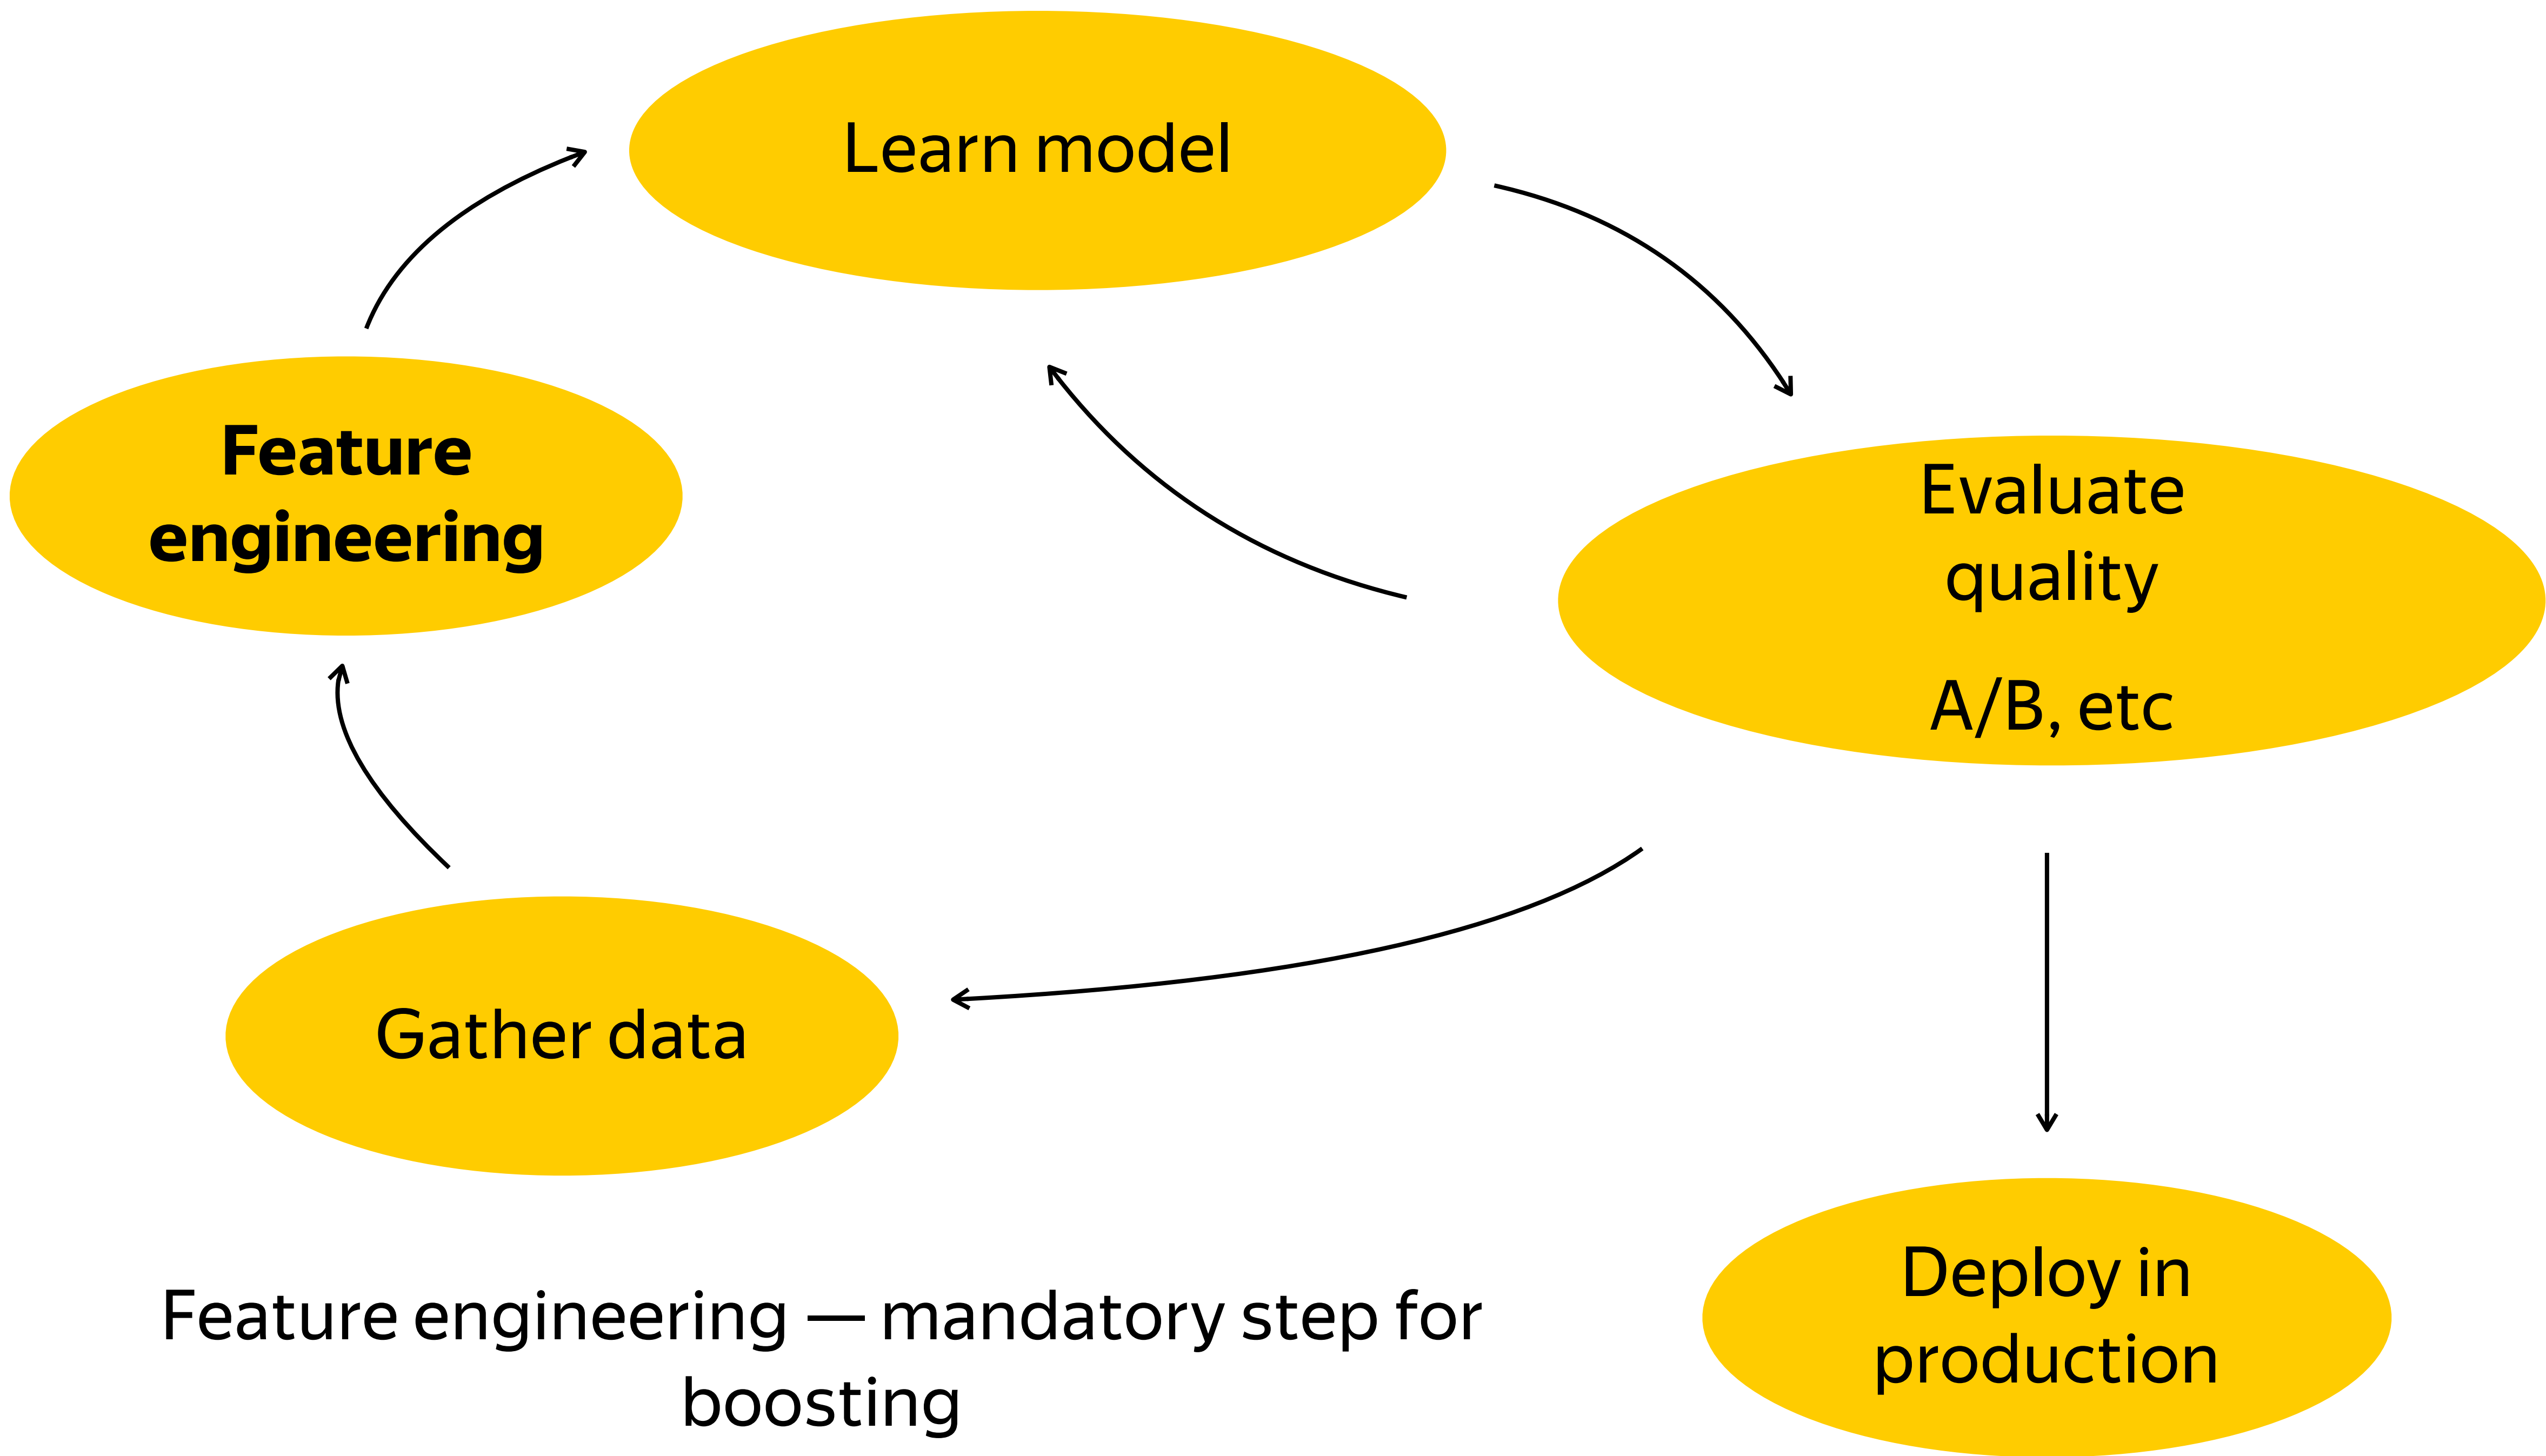 Learn model
Feature
engineering
Evaluate
quality
A/B, etc
Gather data
Deploy in
production
Feature engineering — mandatory step for
boosting